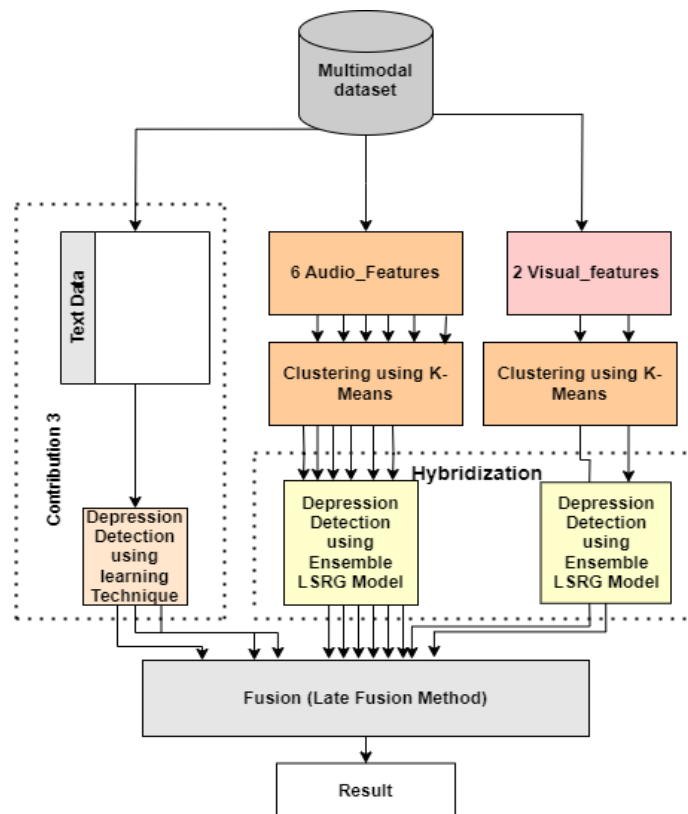 Multimodal
dataset
Text Data
6 Audio_Features
2 Visual_features
Clustering using K-
Means
Clustering using K-
Means
Contribution 3
Hybridization
Depression
Detection
using
learning
Technique
Depression
Detection
using
Ensemble
LSRG Model
Depression
Detection
using
Ensemble
LSRG Model
Fusion (Late Fusion Method)
Result